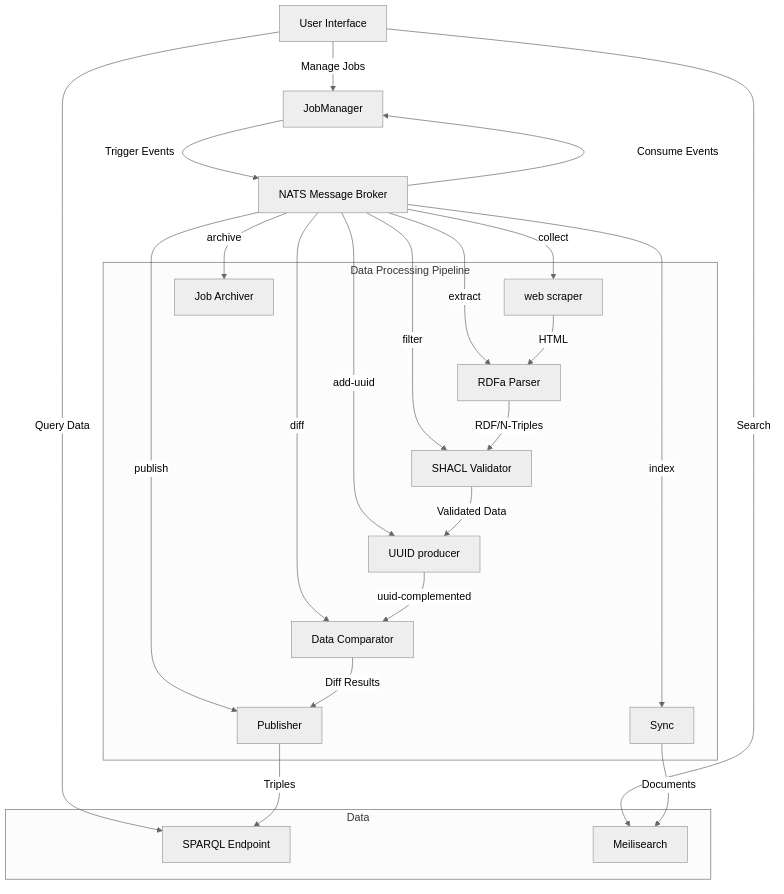 User Interface
Manage Jobs
JobManager
Trigger Events
Consume Events
NATS Message Broker
archive
collect
Data Processing Pipeline
Job Archiver
extract
web scraper
filter
HTML
add-uuid
RDFa Parser
Query Data
diff
RDF/N-Triples
Search
publish
SHACL Validator
index
Validated Data
UUID producer
uuid-complemented
Data Comparator
Diff Results
Publisher
Sync
Triples
Documents
Data
SPARQL Endpoint
Meilisearch